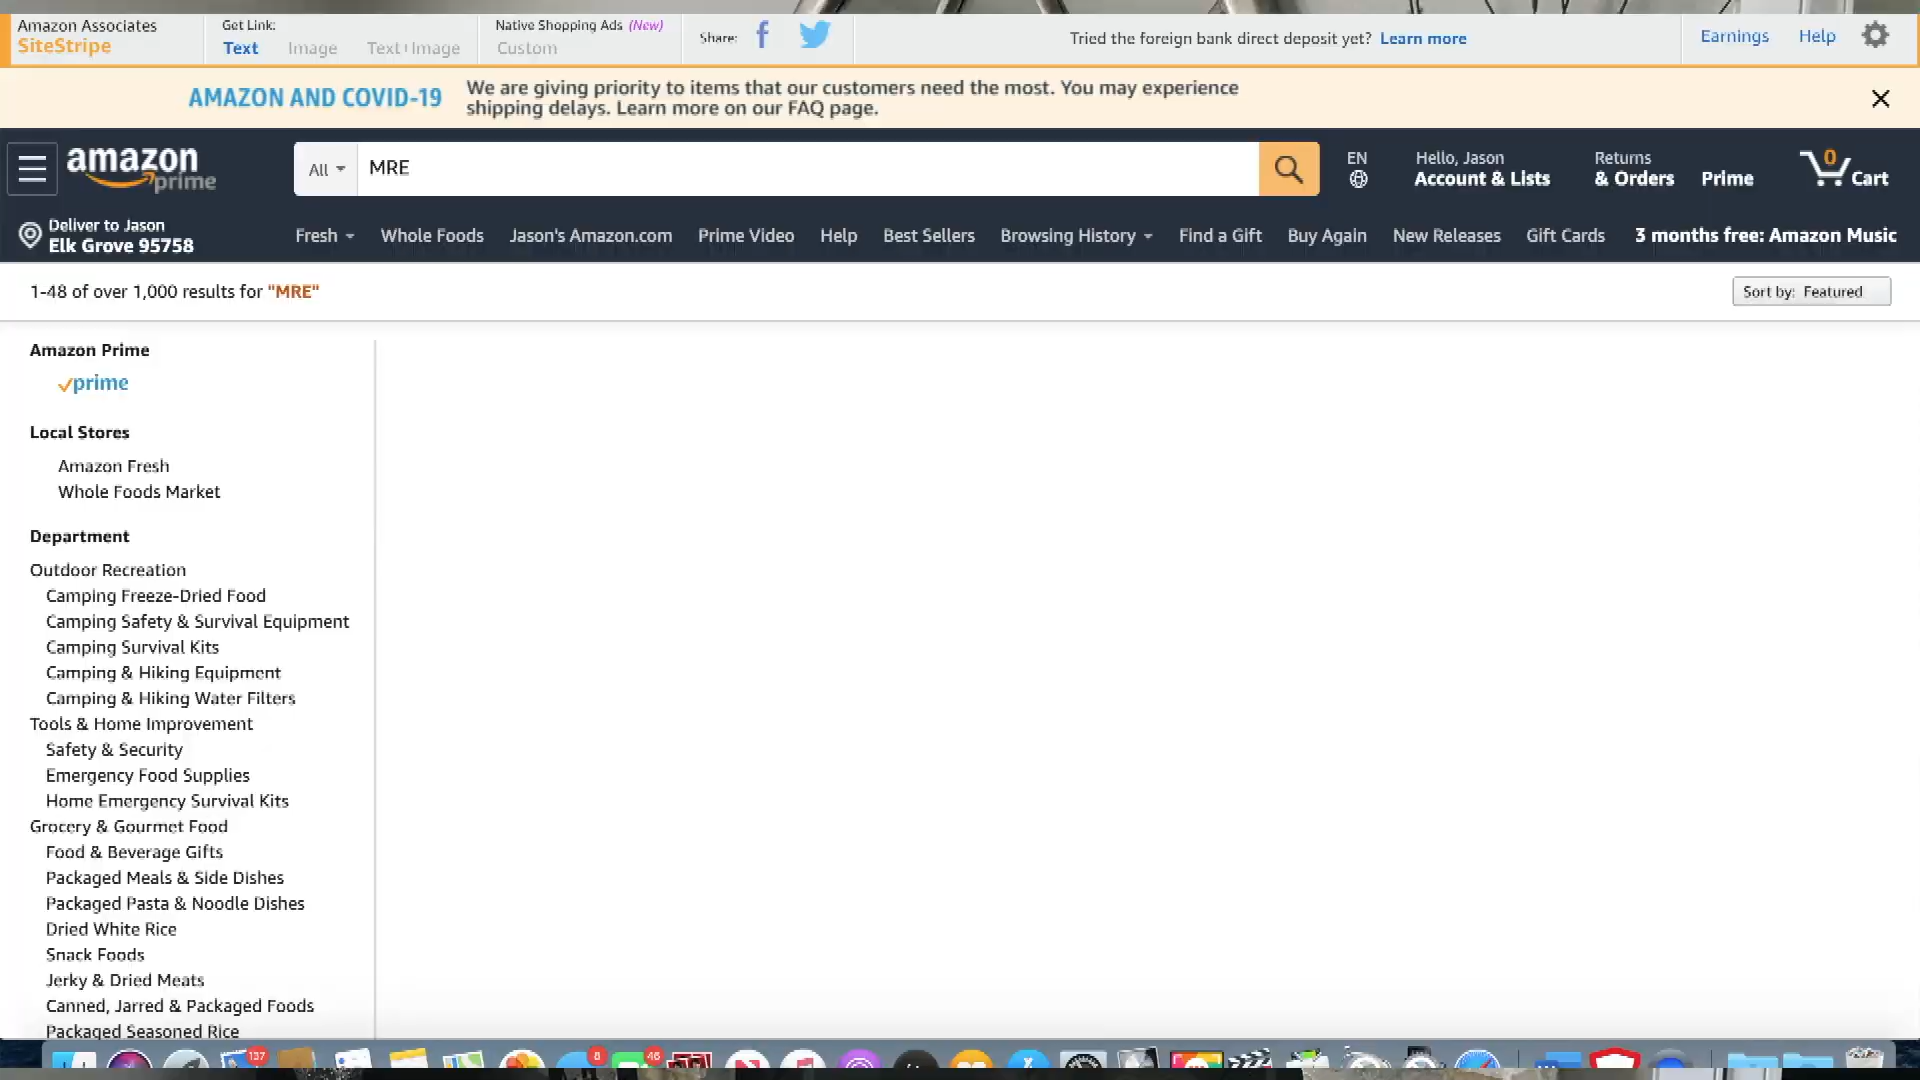 Amazon Associates
SiteStripe
Get Link:
Text Image Text+Image
Native Shopping Ads (New)
Custom
Share:
Tried the foreign bank direct deposit yet? Learn more
Earnings Help
AMAZON AND COVID-19
We are giving priority to items that our customers need the most. You may experience
shipping delays. Learn more on our FAQ page.
amazon
prime
All
MRE
EN
Hello, Jason
Account & Lists
Returns
& Orders
Prime
0
Cart
Deliver to Jason
Elk Grove 95758
Fresh Whole Foods Jason's Amazon.com Prime Video Help Best Sellers Browsing History Find a Gift Buy Again New Releases Gift Cards 3 months free: Amazon Music
1-48 of over 1,000 results for "MRE"
Sort by: Featured
Amazon Prime
prime
Local Stores
Amazon Fresh
Whole Foods Market
Department
Outdoor Recreation
Camping Freeze-Dried Food
Camping Safety & Survival Equipment
Camping Survival Kits
Camping & Hiking Equipment
Camping & Hiking Water Filters
Tools & Home Improvement
Safety & Security
Emergency Food Supplies
Home Emergency Survival Kits
Grocery & Gourmet Food
Food & Beverage Gifts
Packaged Meals & Side Dishes
Packaged Pasta & Noodle Dishes
Dried White Rice
Snack Foods
Jerky & Dried Meats
Canned, Jarred & Packaged Foods
Packaged Seasoned Rice
137
8
46